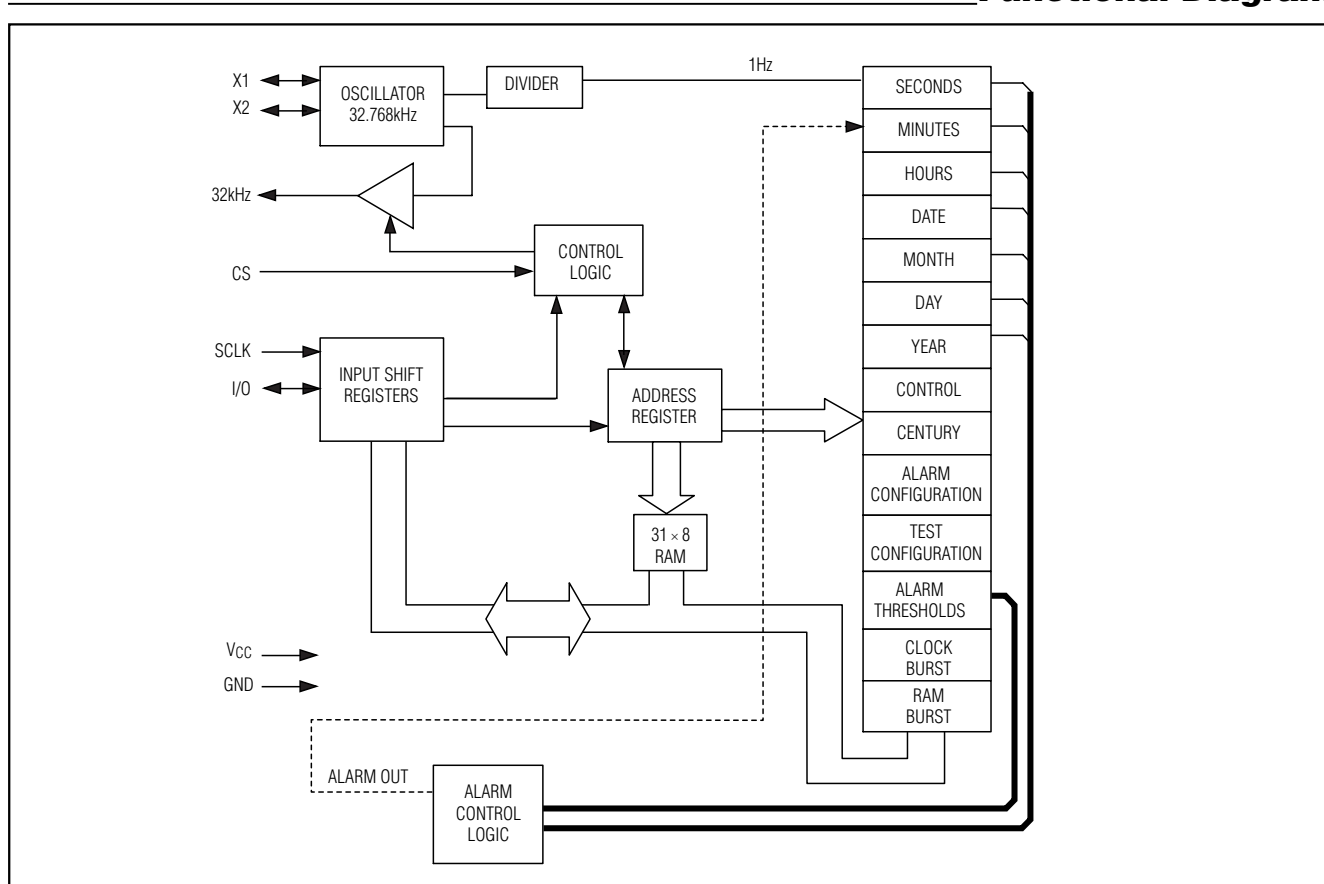 Functional Diagram
X1
X2
OSCILLATOR
32.768kHz
DIVIDER
1Hz
32kHz
CS
CONTROL
LOGIC
SCLK
I/O
INPUT SHIFT
REGISTERS
ADDRESS
REGISTER
31 × 8
RAM
VCC
GND
ALARM OUT
ALARM
CONTROL
LOGIC
SECONDS
MINUTES
HOURS
DATE
MONTH
DAY
YEAR
CONTROL
CENTURY
ALARM
CONFIGURATION
TEST
CONFIGURATION
ALARM
THRESHOLDS
CLOCK
BURST
RAM
BURST